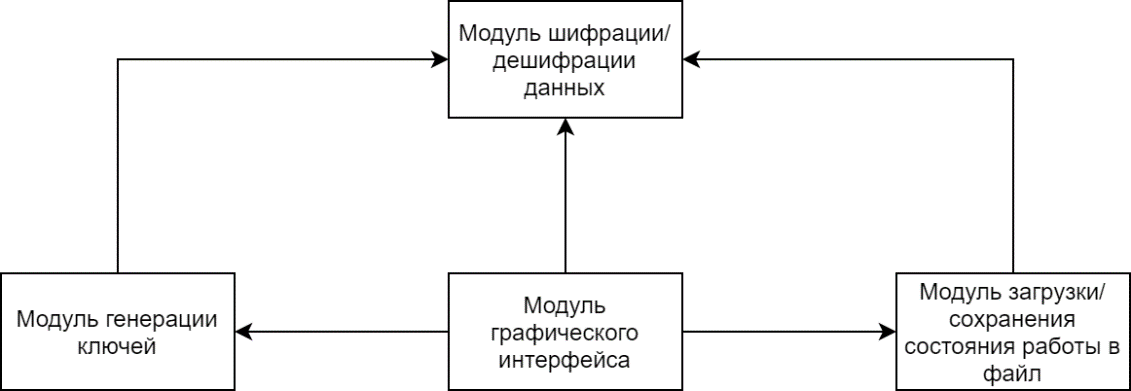 Модуль шифрации/
дешифрации
данных
Модуль генерации
ключей
Модуль
графического
интерфейса
Модуль загрузки/
сохранения
состояния работы в
файл